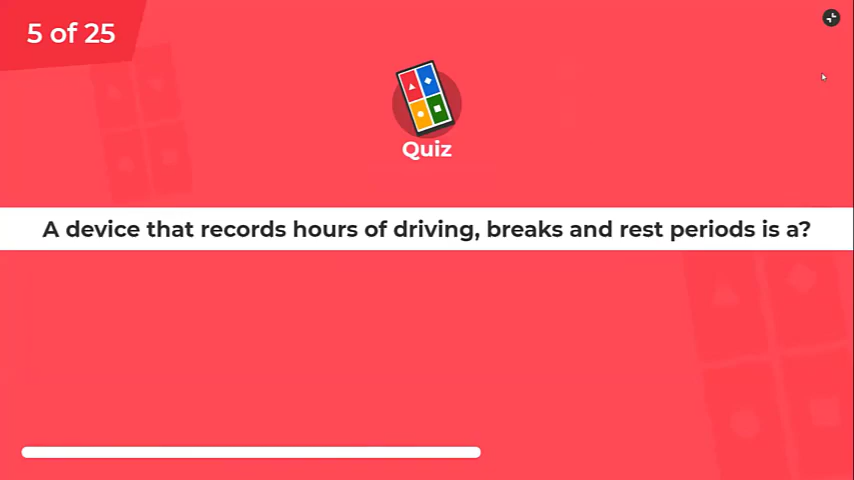 5 of 25
Quiz
A device that records hours of driving, breaks and rest periods is a?